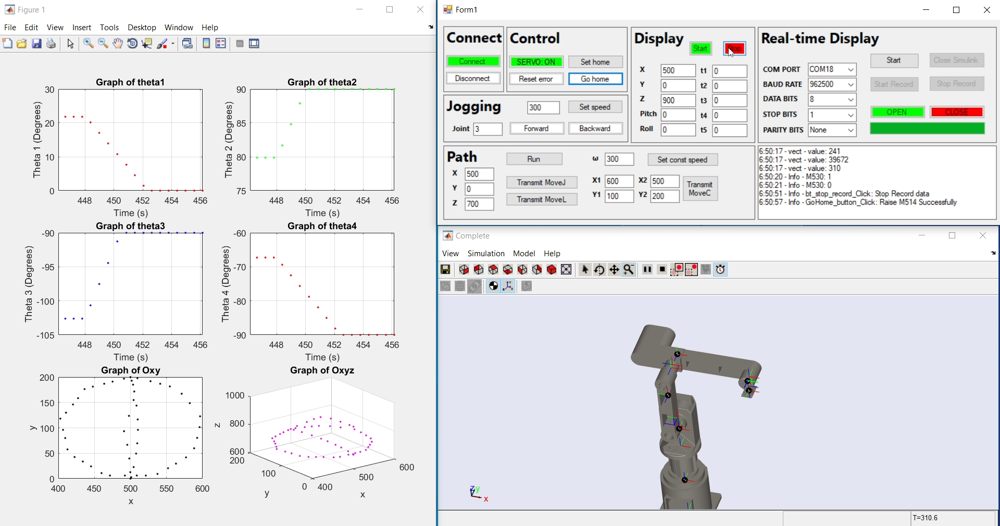 Figure 1
File Edit View Insert Tools Desktop Window Help
Graph of theta1
Theta 1 (Degrees)
30
20
10
0
448 450 452 454 456
Time (s)
Graph of theta2
Theta 2 (Degrees)
90
85
80
75
448 450 452 454 456
Time (s)
Graph of theta3
Theta 3 (Degrees)
-90
-95
-100
-105
448 450 452 454 456
Time (s)
Graph of theta4
Theta 4 (Degrees)
-60
-70
-80
-90
448 450 452 454 456
Time (s)
Graph of Oxy
y
200
150
100
50
0
400 450 500 550 600
x
Graph of Oxyz
z
1000
800
600
200
100
0
y
400
500
600
x
Form1
Connect
Connect
Disconnect
Control
SERVO: ON Set home
Reset error Go home
Jogging
300 Set speed
Joint 3 Forward Backward
Display
Start Stop
X 500 t1 0
Y 0 t2 0
Z 900 t3 0
Pitch 0 t4 0
Roll 0 t5 0
Real-time Display
Start Close Simulink
COM PORT COM18
BAUD RATE 962500 Start Record Stop Record
DATA BITS 8
STOP BITS 1 OPEN CLOSE
PARITY BITS None
Path
Run ω 300 Set const speed
X 500
Y 0
Z 700
Transmit MoveJ
Transmit MoveL
X1 600 X2 500
Y1 100 Y2 200
Transmit
MoveC
6:50:17 - vect - value: 241
6:50:17 - vect - value: 39672
6:50:17 - vect - value: 310
6:50:20 - Info - M530: 1
6:50:21 - Info - M530: 0
6:50:51 - Info - bt_stop_record_Click: Stop Record data
6:50:57 - Info - GoHome_button_Click: Raise M514 Successfully
Complete
View Simulation Model Help
z y
x
T=310.6